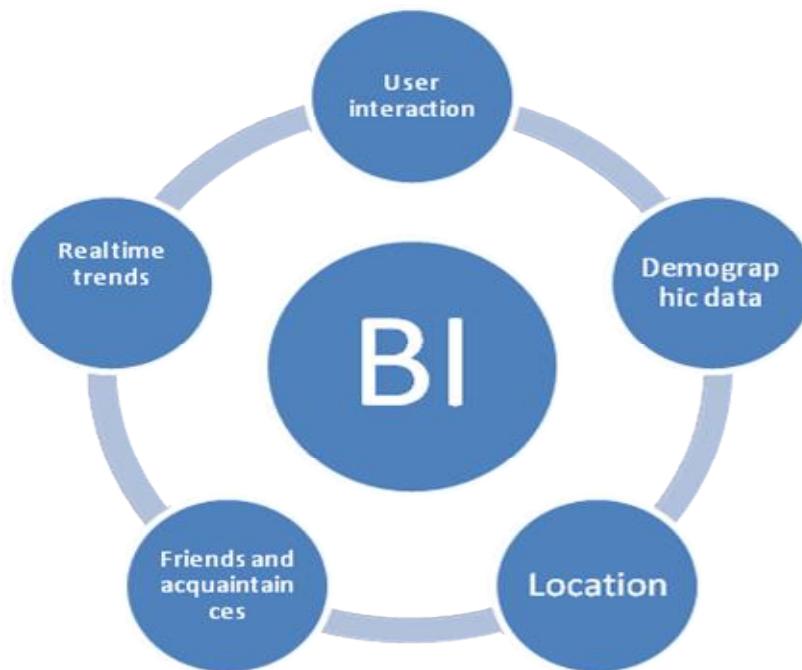 User
interaction
Realtime
trends
Demograp
hic data
BI
Friends and
acquaintain
ces
Location